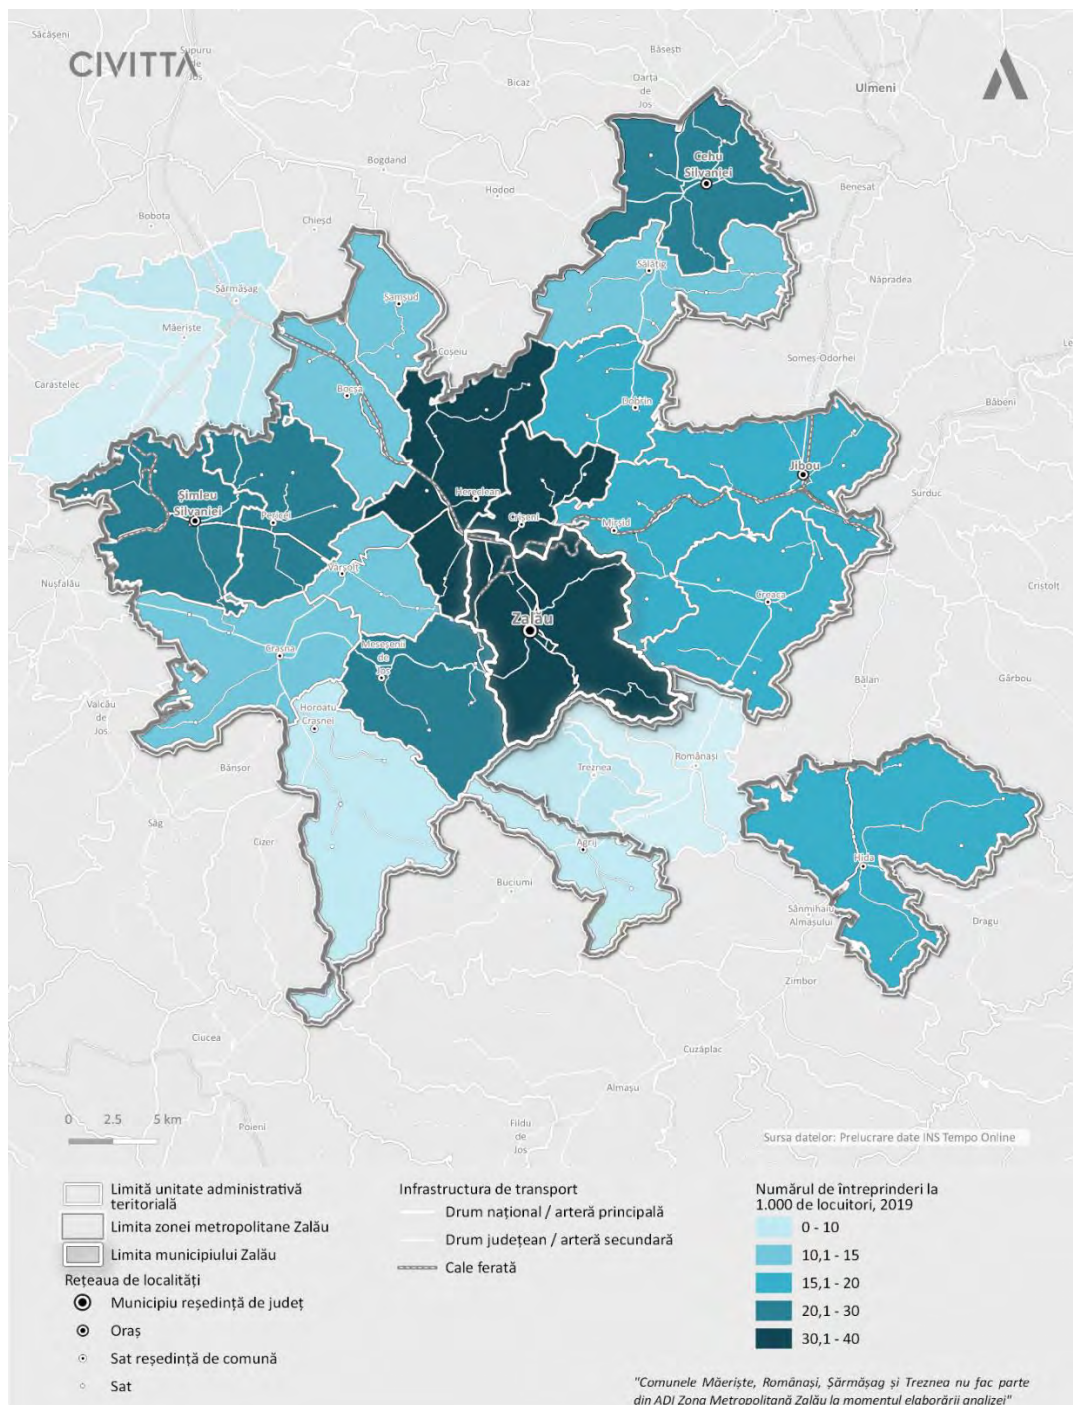 Săcășeni
Supuru
de
Jos
CIVITTA
Băsești
Bicaz
Darța
de
Jos
Ulmeni
Cehu
Silvaniei
Bogdand
Hodod
Benesat
Bobota
Chieșd
Sălățig
Năpradea
Sărmășag
Șamșud
Măeriște
Coșeiu
Someș-Odorhei
Carastelec
Bocșa
Dobrin
Băbeni
Jibou
Șimleu
Silvaniei
Pericei
Hereclean
Crișeni
Mirșid
Surduc
Nușfalău
Vârșolț
Creaca
Cristolț
Zalău
Crasna
Meseșenii
de
Jos
Bălan
Gârbou
Valcău
de
Jos
Horoatu
Crasnei
Bănșor
Treznea
Românași
Șăg
Cizer
Agrij
Hida
Buciumi
Sânmihaiu
Almașului
Dragu
Zimbor
Ciucea
Cuzăplac
Almașu
Poieni
Fildu
de
Jos
0 2.5 5 km
Sursa datelor: Prelucrare date INS Tempo Online
Limită unitate administrativă
teritorială
Limita zonei metropolitane Zalău
Limita municipiului Zalău
Rețeaua de localități
Municipiu reședință de județ
Oraș
Sat reședință de comună
Sat
Infrastructura de transport
Drum național / arteră principală
Drum județean / arteră secundară
Cale ferată
Numărul de întreprinderi la
1.000 de locuitori, 2019
0 - 10
10,1 - 15
15,1 - 20
20,1 - 30
30,1 - 40
"Comunele Măeriște, Românași, Șărmășag și Treznea nu fac parte
din ADI Zona Metropolitană Zalău la momentul elaborării analizei"